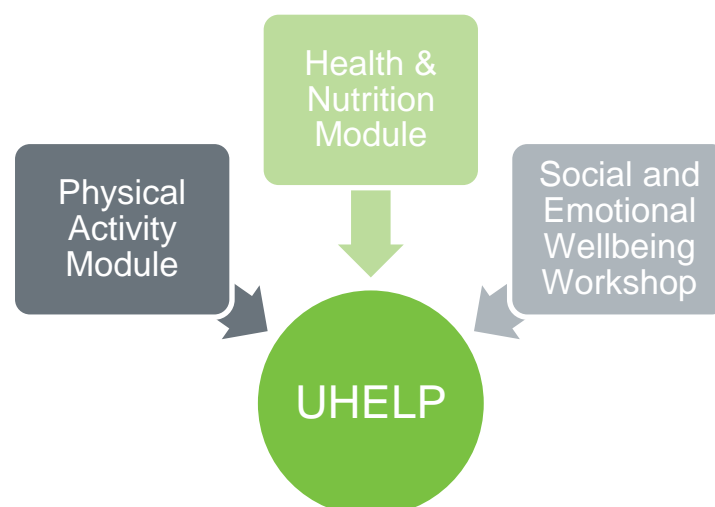 Health &
Nutrition
Module
Physical
Activity
Module
Social and
Emotional
Wellbeing
Workshop
UHELP